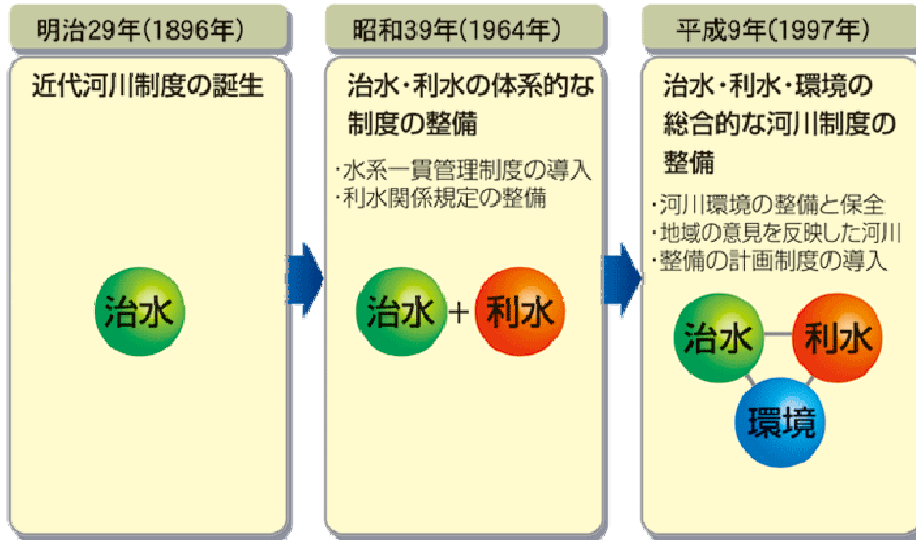 明治29年(1896年)
近代河川制度の誕生
治水
昭和39年(1964年)
治水・利水の体系的な
制度の整備
・水系一貫管理制度の導入
・利水関係規定の整備
治水+利水
平成9年(1997年)
治水・利水・環境の
総合的な河川制度の
整備
・河川環境の整備と保全
・地域の意見を反映した河川
・整備の計画制度の導入
治水 利水
環境